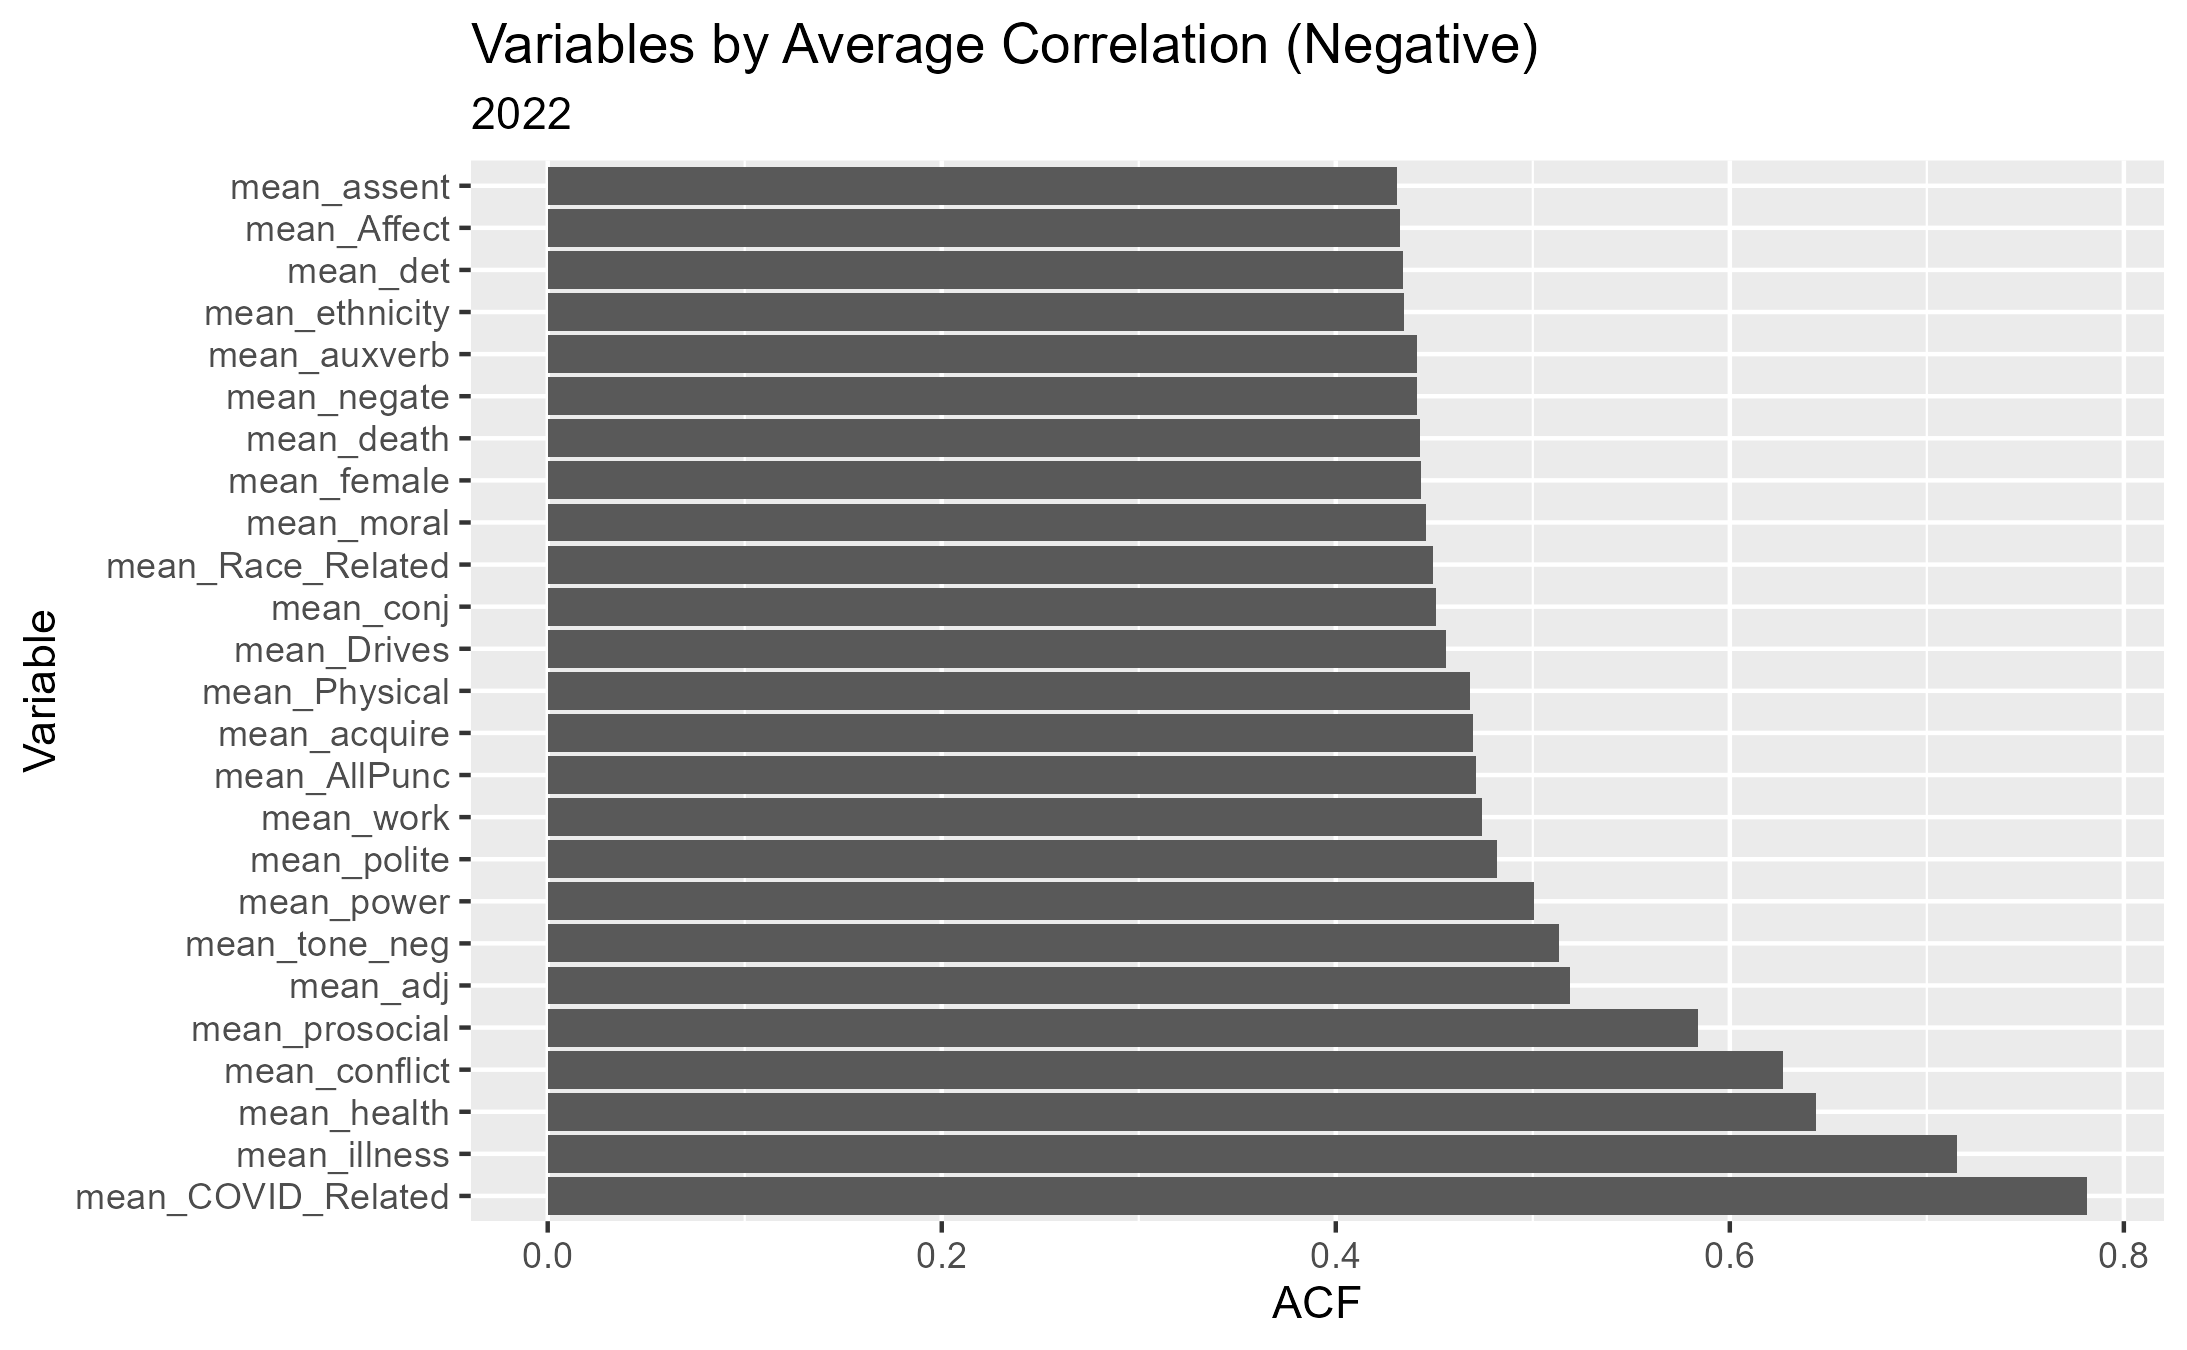 Variables by Average Correlation (Negative)
2022
mean_assent
mean_Affect
mean_det
mean_ethnicity
mean_auxverb
mean_negate
mean_death
mean_female
mean_moral
mean_Race_Related
mean_conj
mean_Drives
mean_Physical
mean_acquire
mean_AllPunc
mean_work
mean_polite
mean_power
mean_tone_neg
mean_adj
mean_prosocial
mean_conflict
mean_health
mean_illness
mean_COVID_Related
Variable
0.0 0.2 0.4 0.6 0.8
ACF